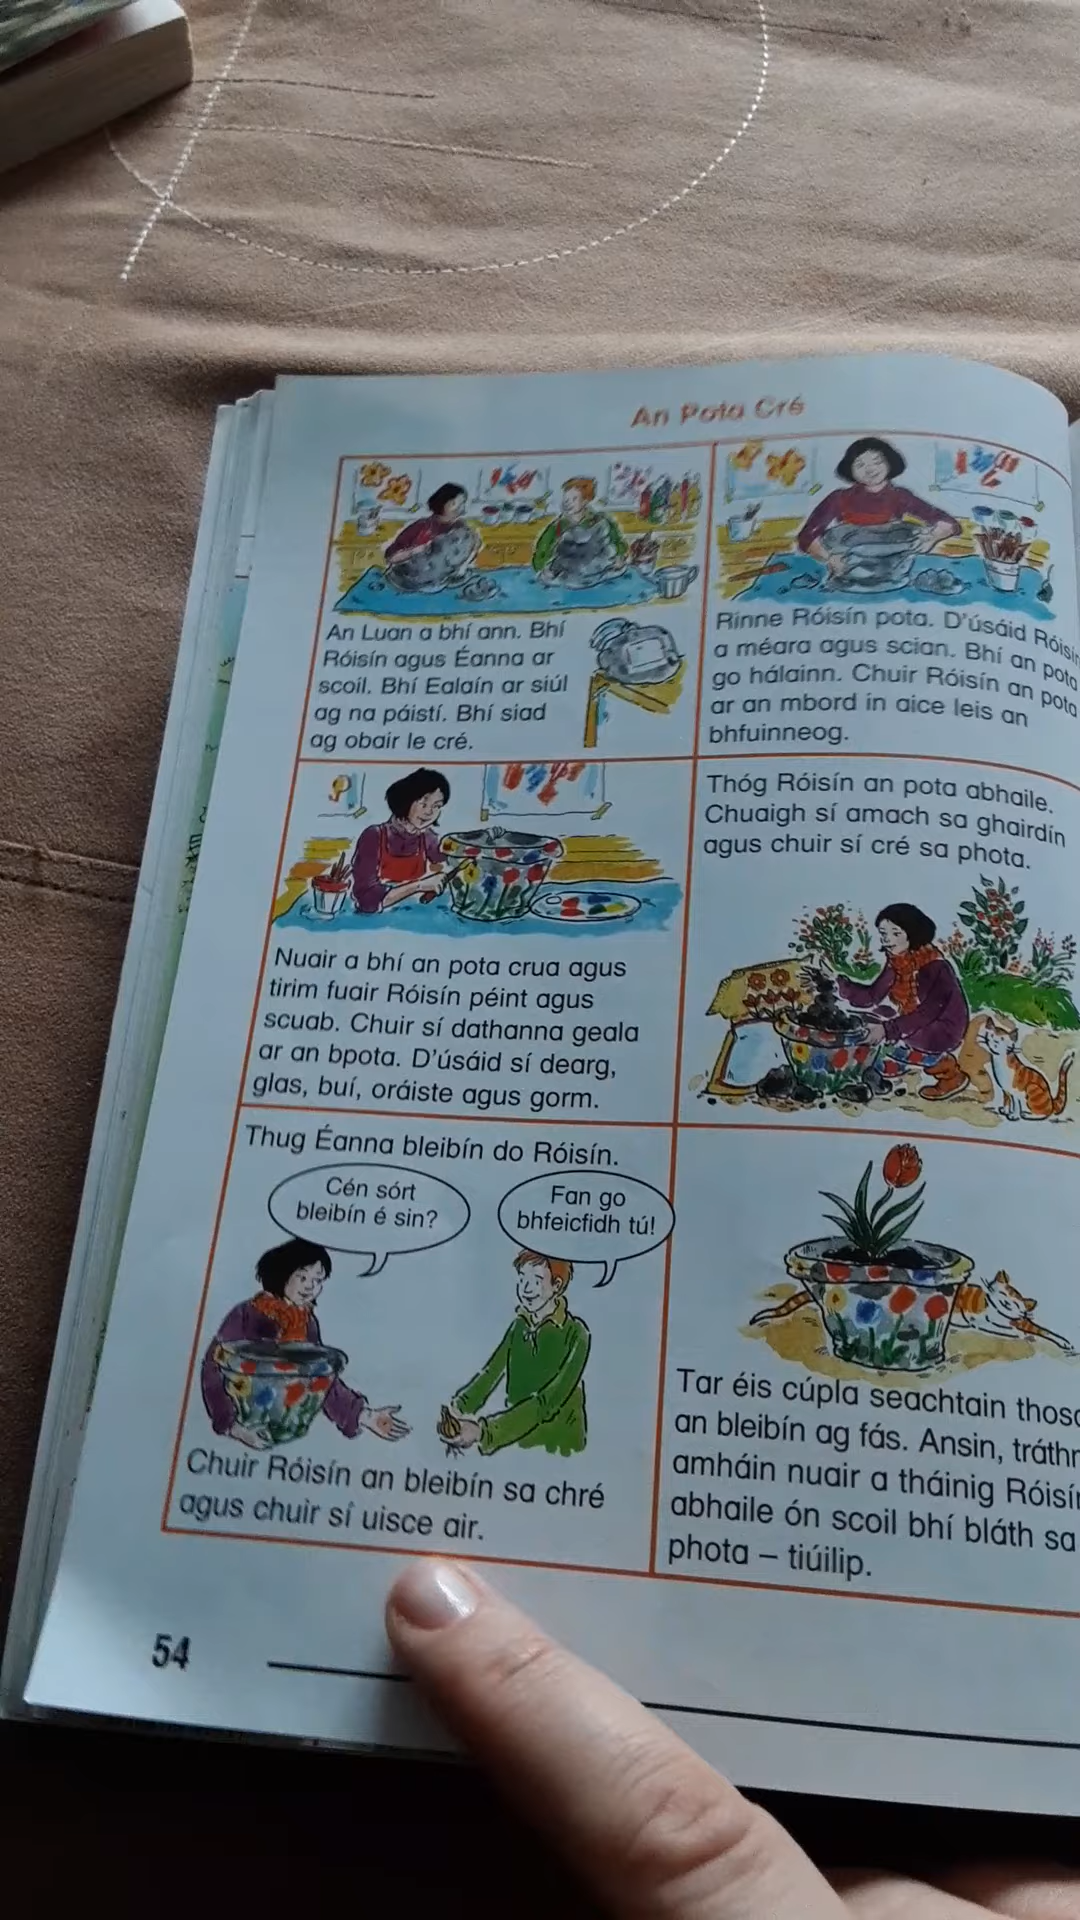 An Pota Cré
An Luan a bhí ann. Bhí
Róisín agus Éanna ar
scoil. Bhí Ealaín ar siúl
ag na páistí. Bhí siad
ag obair le cré.
Rinne Róisín pota. D'úsáid
a méara agus scian. Bhí an pota
go hálainn. Chuir Róisín an pota
ar an mbord in aice leis an
bhfuinneog.
Nuair a bhí an pota crua agus
tirim fuair Róisín péint agus
scuab. Chuir sí dathanna geala
ar an bpota. D'úsáid sí dearg,
glas, buí, oráiste agus gorm.
Thóg Róisín an pota abhaile.
Chuaigh sí amach sa ghairdín
agus chuir sí cré sa phota.
Thug Éanna bleibín do Róisín.
Cén sórt
bleibín é sin?
Fan go
bhfeicfidh tú!
Chuir Róisín an bleibín sa chré
agus chuir sí uisce air.
Tar éis cúpla seachtain
an bleibín ag fás. Ansin,
amháin nuair a tháinig
abhaile ón scoil bhí bláth sa
phota – tiúilip.
54